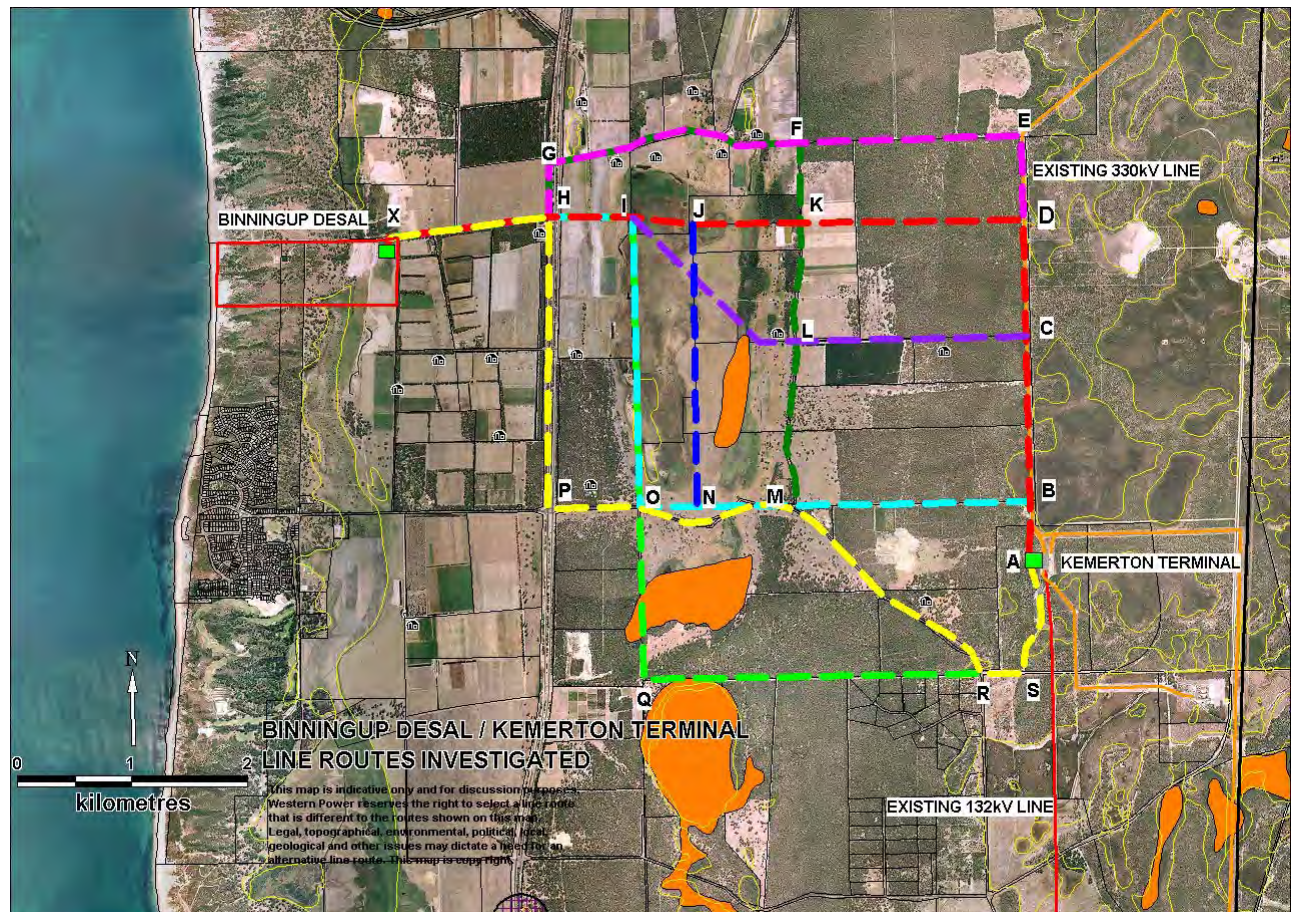 F
E
G
EXISTING 330kV LINE
H
I
J
K
D
BINNINGUP DESAL
X
L
C
P
O
N
M
B
A
KEMERTON TERMINAL
N
Q
R
S
BINNINGUP DESAL / KEMERTON TERMINAL
LINE ROUTES INVESTIGATED
0 1 2
kilometres
This map is indicative only and for discussion purposes.
Western Power reserves the right to select a line route
that is different to the routes shown on this map.
Legal, topographical, environmental, political, local,
geological and other issues may dictate a need for an
alternative line route. This map is copy right.
EXISTING 132kV LINE